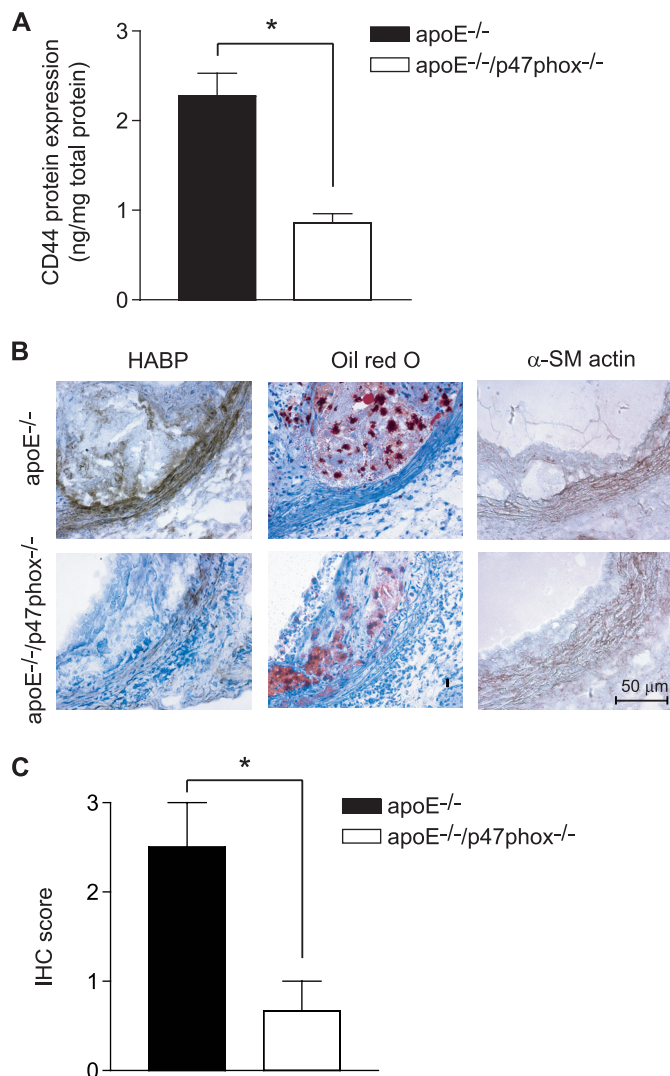 A
*
apoE-/-
apoE-/-/p47phox-/-
CD44 protein expression
(ng/mg total protein)
3
2
1
0
B
HABP
Oil red O
α-SM actin
apoE-/-
apoE-/-/p47phox-/-
50 μm
C
*
apoE-/-
apoE-/-/p47phox-/-
IHC score
3
2
1
0